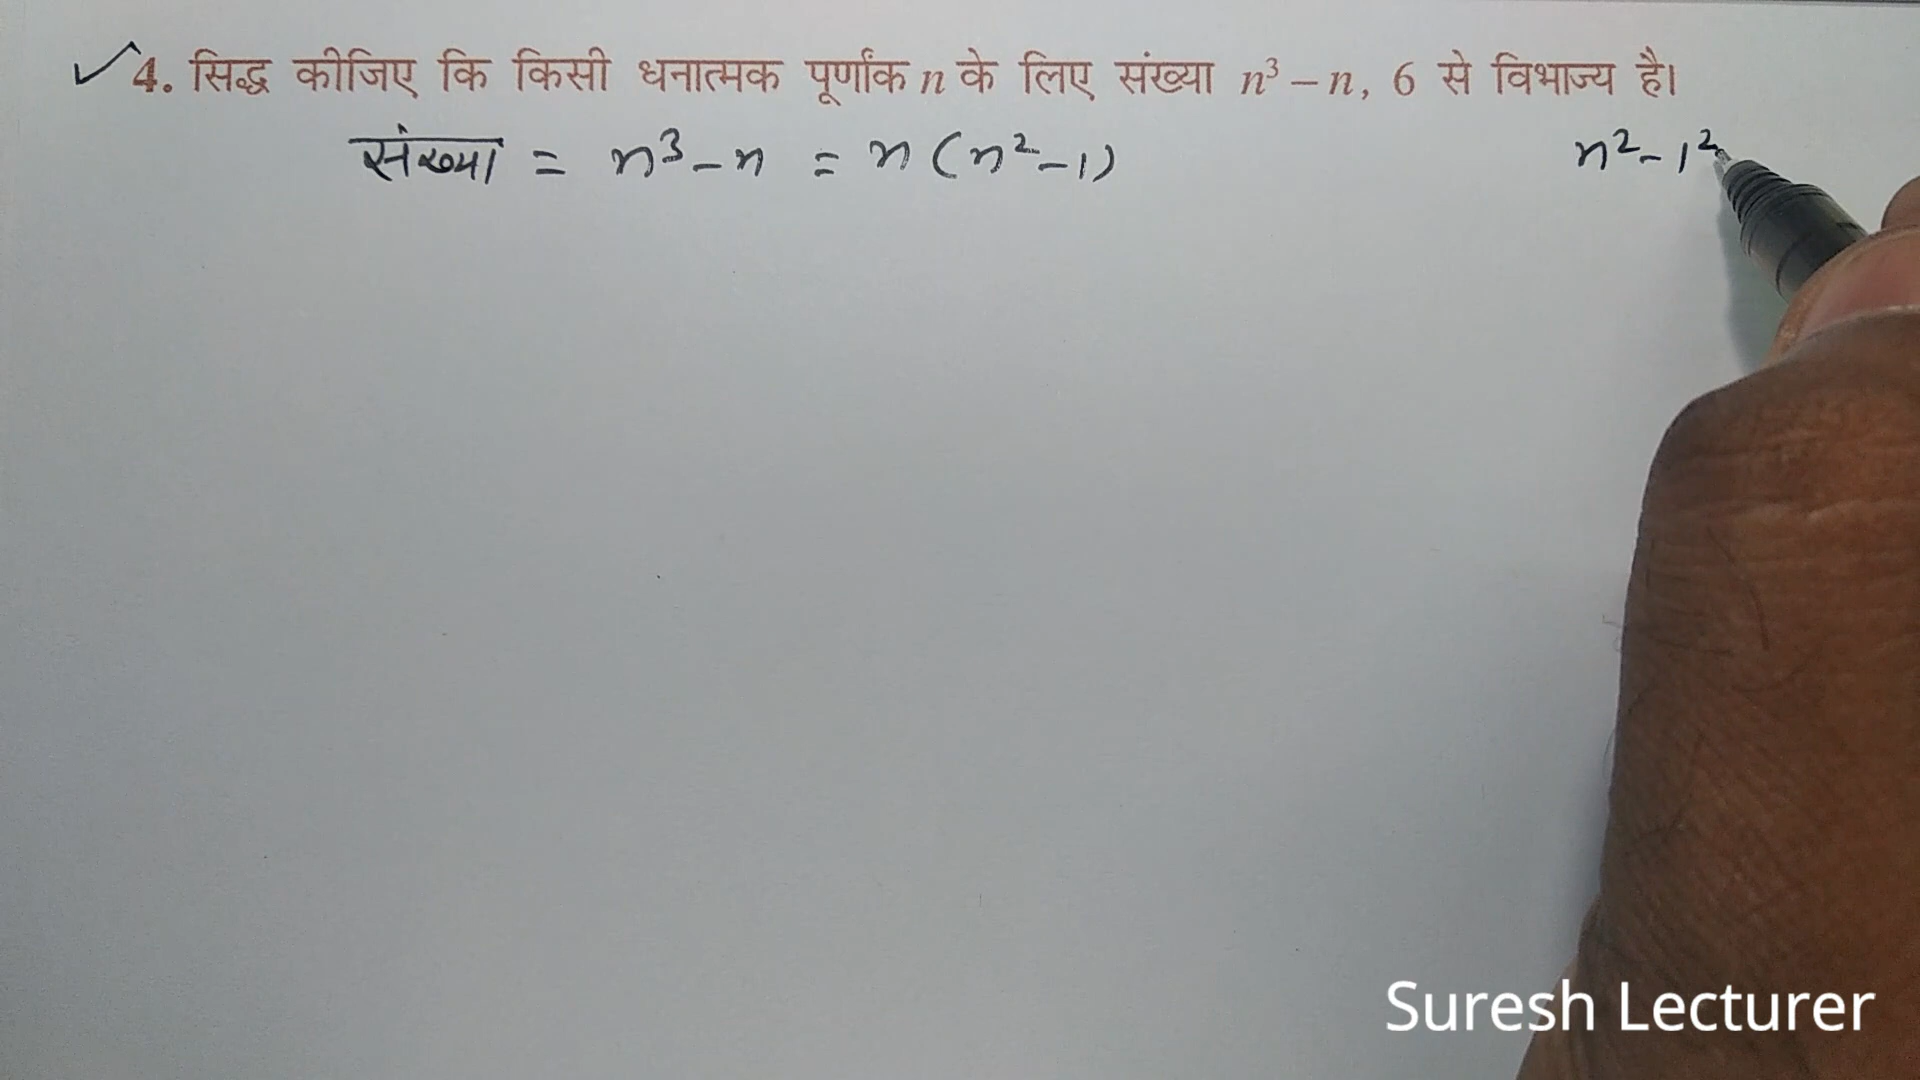 ✓4. सिद्ध कीजिए कि किसी धनात्मक पूर्णांक n के लिए संख्या n³ – n, 6 से विभाज्य है।
संख्या = n³ – n = n (n² – 1)
n² – 1²
Suresh Lecturer